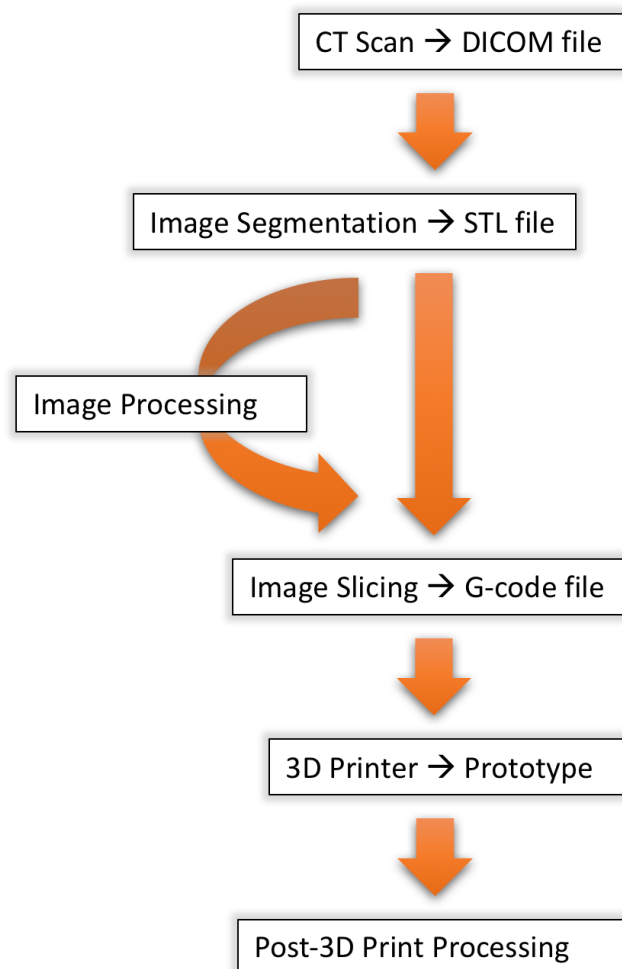 CT Scan → DICOM file
Image Segmentation → STL file
Image Processing
Image Slicing → G-code file
3D Printer → Prototype
Post-3D Print Processing